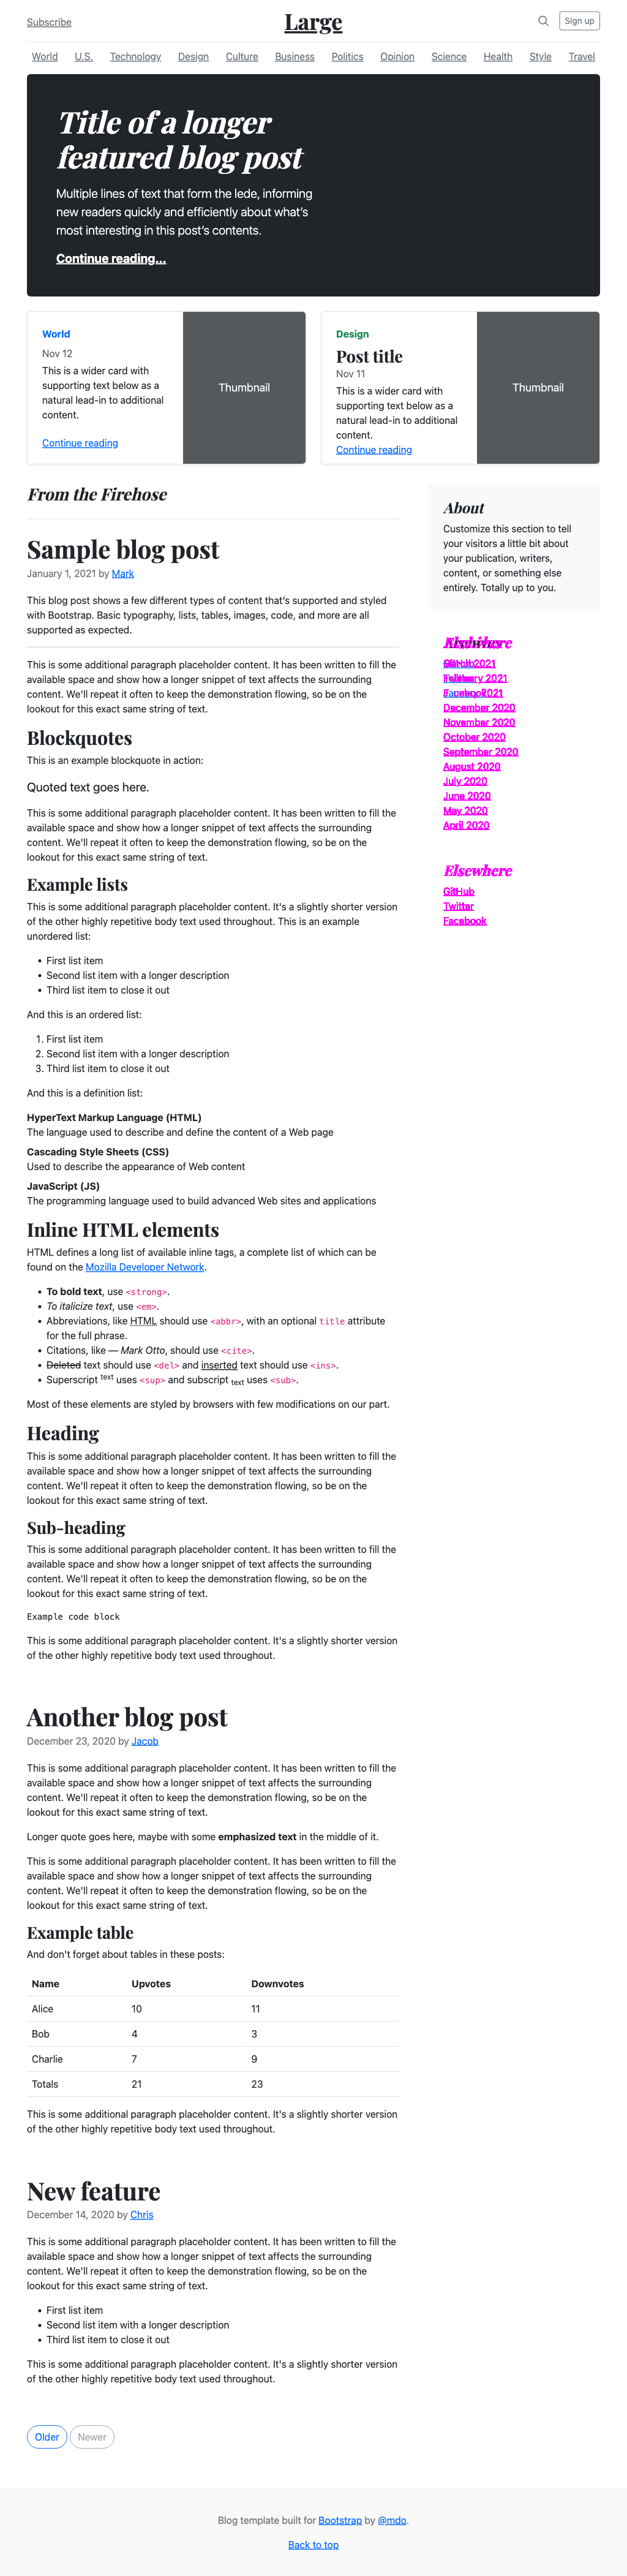 Subscribe
Large
Sign up
World U.S. Technology Design Culture Business Politics Opinion Science Health Style Travel
Title of a longer
featured blog post
Multiple lines of text that form the lede, informing
new readers quickly and efficiently about what's
most interesting in this post's contents.
Continue reading...
World
Nov 12
This is a wider card with
supporting text below as a
natural lead-in to additional
content.
Continue reading
Thumbnail
Design
Post title
Nov 11
This is a wider card with
supporting text below as a
natural lead-in to additional
content.
Continue reading
Thumbnail
From the Firehose
Sample blog post
January 1, 2021 by Mark
This blog post shows a few different types of content that's supported and styled
with Bootstrap. Basic typography, lists, tables, images, code, and more are all
supported as expected.
This is some additional paragraph placeholder content. It has been written to fill the
available space and show how a longer snippet of text affects the surrounding
content. We'll repeat it often to keep the demonstration flowing, so be on the
lookout for this exact same string of text.
Blockquotes
This is an example blockquote in action:
Quoted text goes here.
This is some additional paragraph placeholder content. It has been written to fill the
available space and show how a longer snippet of text affects the surrounding
content. We'll repeat it often to keep the demonstration flowing, so be on the
lookout for this exact same string of text.
Example lists
This is some additional paragraph placeholder content. It's a slightly shorter version
of the other highly repetitive body text used throughout. This is an example
unordered list:
• First list item
• Second list item with a longer description
• Third list item to close it out
And this is an ordered list:
1. First list item
2. Second list item with a longer description
3. Third list item to close it out
And this is a definition list:
HyperText Markup Language (HTML)
The language used to describe and define the content of a Web page
Cascading Style Sheets (CSS)
Used to describe the appearance of Web content
JavaScript (JS)
The programming language used to build advanced Web sites and applications
Inline HTML elements
HTML defines a long list of available inline tags, a complete list of which can be
found on the Mozilla Developer Network.
• To bold text, use <strong>.
• To italicize text, use <em>.
• Abbreviations, like HTML should use <abbr>, with an optional title attribute
for the full phrase.
• Citations, like — Mark Otto, should use <cite>.
• Deleted text should use <del> and inserted text should use <ins>.
• Superscript text uses <sup> and subscript text uses <sub>.
Most of these elements are styled by browsers with few modifications on our part.
Heading
This is some additional paragraph placeholder content. It has been written to fill the
available space and show how a longer snippet of text affects the surrounding
content. We'll repeat it often to keep the demonstration flowing, so be on the
lookout for this exact same string of text.
Sub-heading
This is some additional paragraph placeholder content. It has been written to fill the
available space and show how a longer snippet of text affects the surrounding
content. We'll repeat it often to keep the demonstration flowing, so be on the
lookout for this exact same string of text.
Example code block
This is some additional paragraph placeholder content. It's a slightly shorter version
of the other highly repetitive body text used throughout.
Another blog post
December 23, 2020 by Jacob
This is some additional paragraph placeholder content. It has been written to fill the
available space and show how a longer snippet of text affects the surrounding
content. We'll repeat it often to keep the demonstration flowing, so be on the
lookout for this exact same string of text.
Longer quote goes here, maybe with some emphasized text in the middle of it.
This is some additional paragraph placeholder content. It has been written to fill the
available space and show how a longer snippet of text affects the surrounding
content. We'll repeat it often to keep the demonstration flowing, so be on the
lookout for this exact same string of text.
Example table
And don't forget about tables in these posts:
Name Upvotes Downvotes
Alice 10 11
Bob 4 3
Charlie 7 9
Totals 21 23
This is some additional paragraph placeholder content. It's a slightly shorter version
of the other highly repetitive body text used throughout.
New feature
December 14, 2020 by Chris
This is some additional paragraph placeholder content. It has been written to fill the
available space and show how a longer snippet of text affects the surrounding
content. We'll repeat it often to keep the demonstration flowing, so be on the
lookout for this exact same string of text.
• First list item
• Second list item with a longer description
• Third list item to close it out
This is some additional paragraph placeholder content. It's a slightly shorter version
of the other highly repetitive body text used throughout.
Older Newer
About
Customize this section to tell
your visitors a little bit about
your publication, writers,
content, or something else
entirely. Totally up to you.
2021
2021
2021
December 2020
November 2020
October 2020
September 2020
August 2020
July 2020
June 2020
May 2020
April 2020
Elsewhere
GitHub
Twitter
Facebook
Blog template built for Bootstrap by @mdo.
Back to top